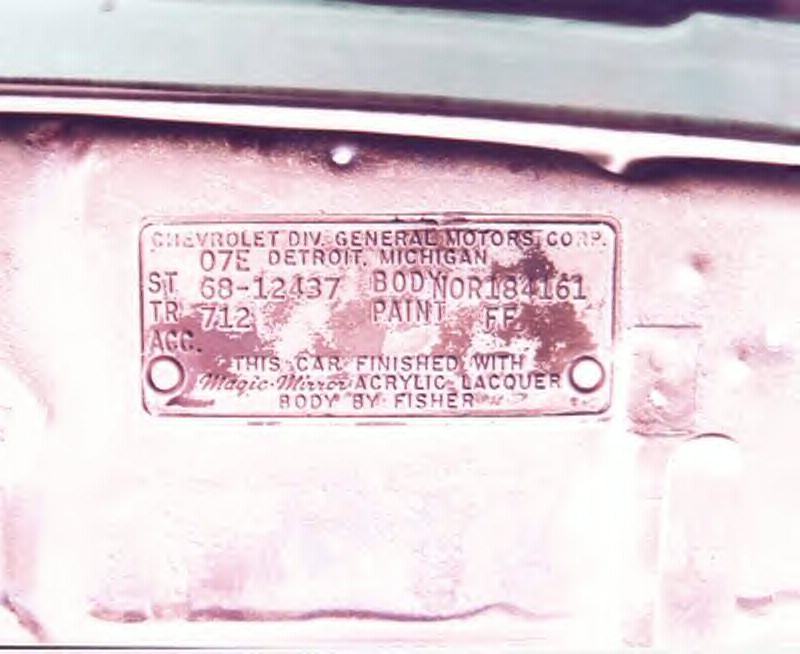 CHEVROLET DIV. GENERAL MOTORS CORP.
07E DETROIT, MICHIGAN
ST 68-12437 BODY NOR184161
TR 712 PAINT FF
ACC.
THIS CAR FINISHED WITH
Magic-Mirror ACRYLIC LACQUER
BODY BY FISHER